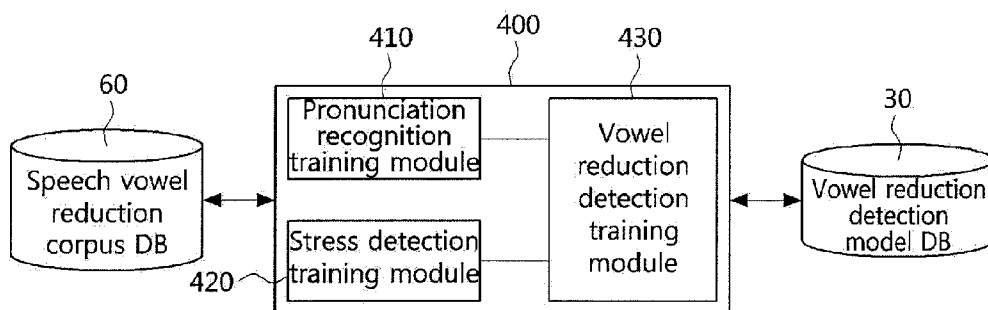 410
400
430
60
30
Pronunciation
recognition
training module
Vowel
reduction
detection
training
module
Speech vowel
reduction
corpus DB
Vowel reduction
detection
model DB
Stress detection
training module
420